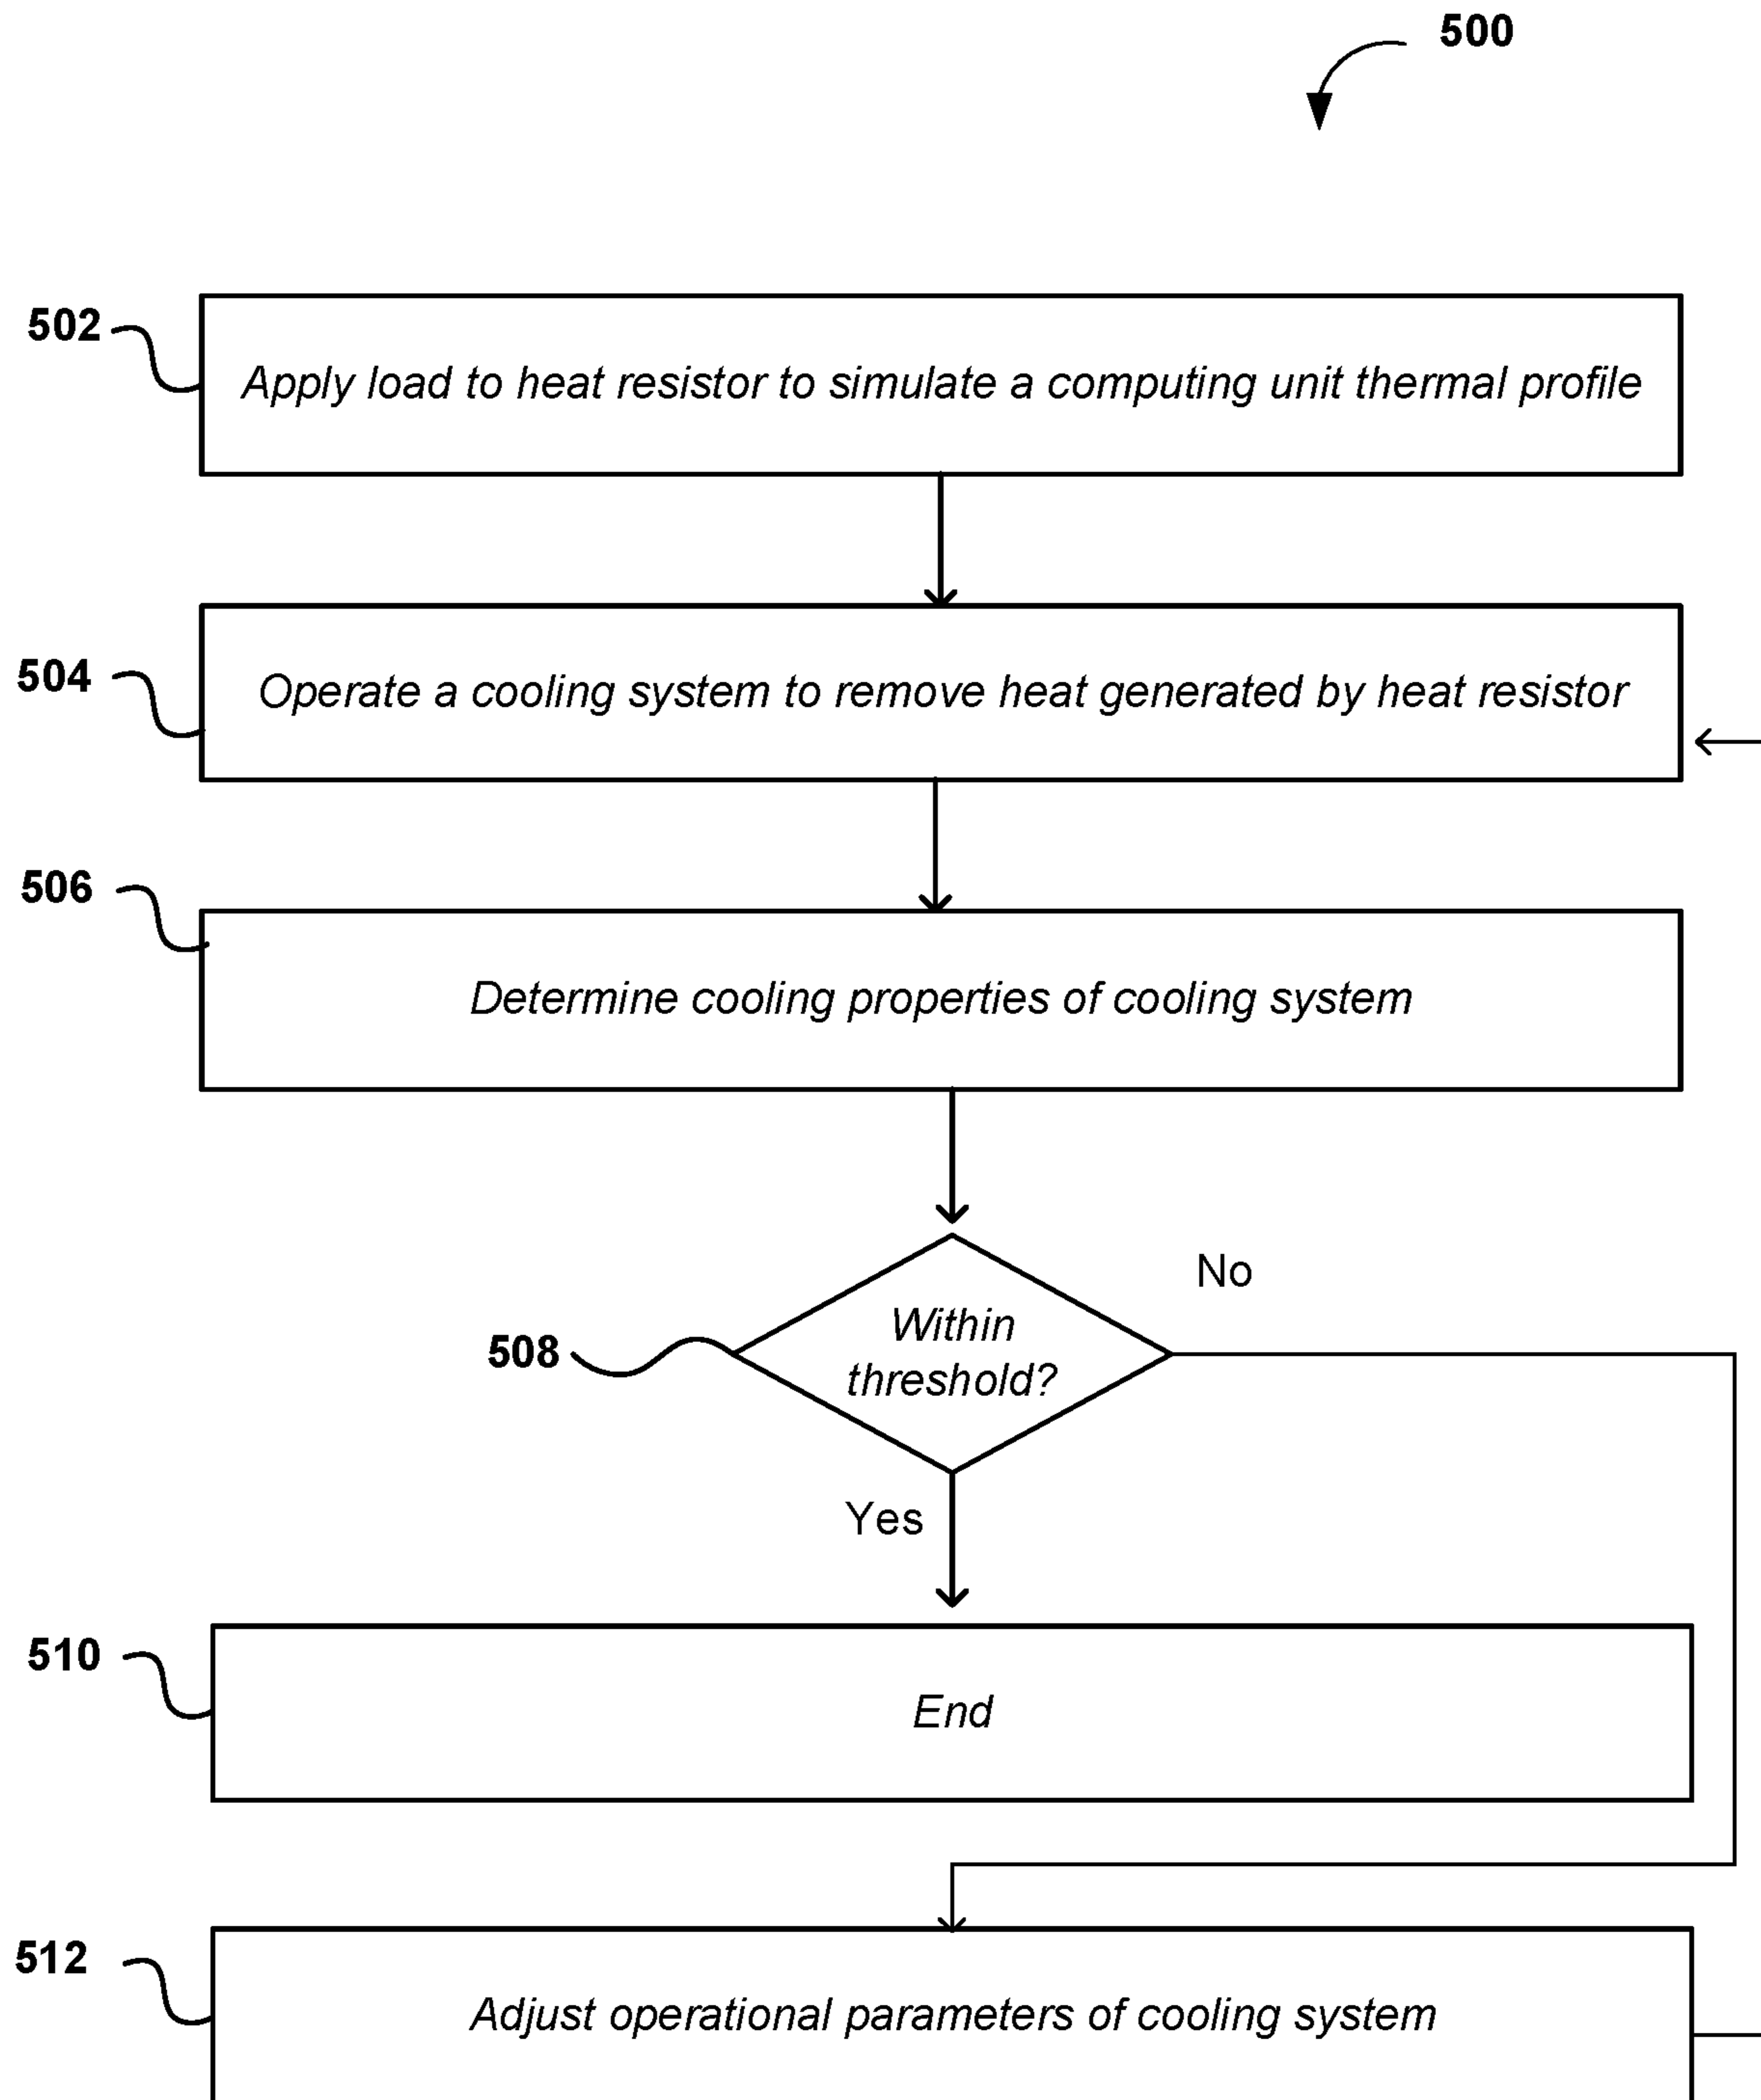 500
502
Apply load to heat resistor to simulate a computing unit thermal profile
504
Operate a cooling system to remove heat generated by heat resistor
506
Determine cooling properties of cooling system
508
Within
threshold?
No
Yes
510
End
512
Adjust operational parameters of cooling system